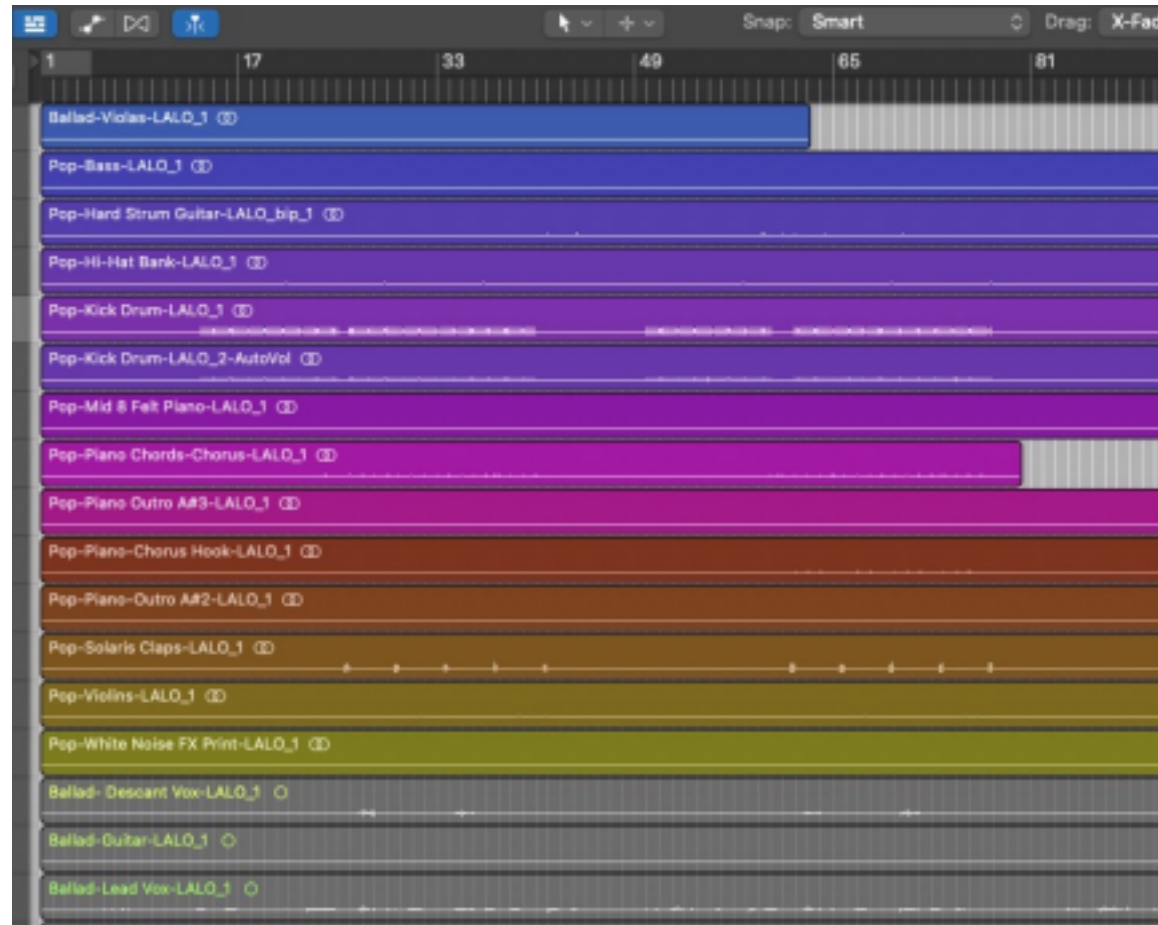 Snap: Smart Drag: X-Fac
1 17 33 49 65 81
Ballad-Violas-LALO_1
Pop-Bass-LALO_1
Pop-Hard Strum Guitar-LALO_bip_1
Pop-Hi-Hat Bank-LALO_1
Pop-Kick Drum-LALO_1
Pop-Kick Drum-LALO_2-AutoVol
Pop-Mid 8 Felt Piano-LALO_1
Pop-Piano Chords-Chorus-LALO_1
Pop-Piano Outro A#3-LALO_1
Pop-Piano-Chorus Hook-LALO_1
Pop-Piano-Outro A#2-LALO_1
Pop-Solaris Claps-LALO_1
Pop-Violins-LALO_1
Pop-White Noise FX Print-LALO_1
Ballad- Descant Vox-LALO_1
Ballad-Guitar-LALO_1
Ballad-Lead Vox-LALO_1